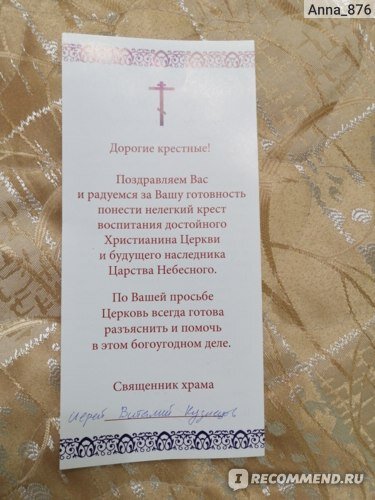 Anna_876
Дорогие крестные!
Поздравляем Вас
и радуемся за Вашу готовность
понести нелегкий крест
воспитания достойного
Христианина Церкви
и будущего наследника
Царства Небесного.
По Вашей просьбе
Церковь всегда готова
разъяснить и помочь
в этом богоугодном деле.
Священник храма
иерей Виталий Кузнецов
IRECOMMEND.RU